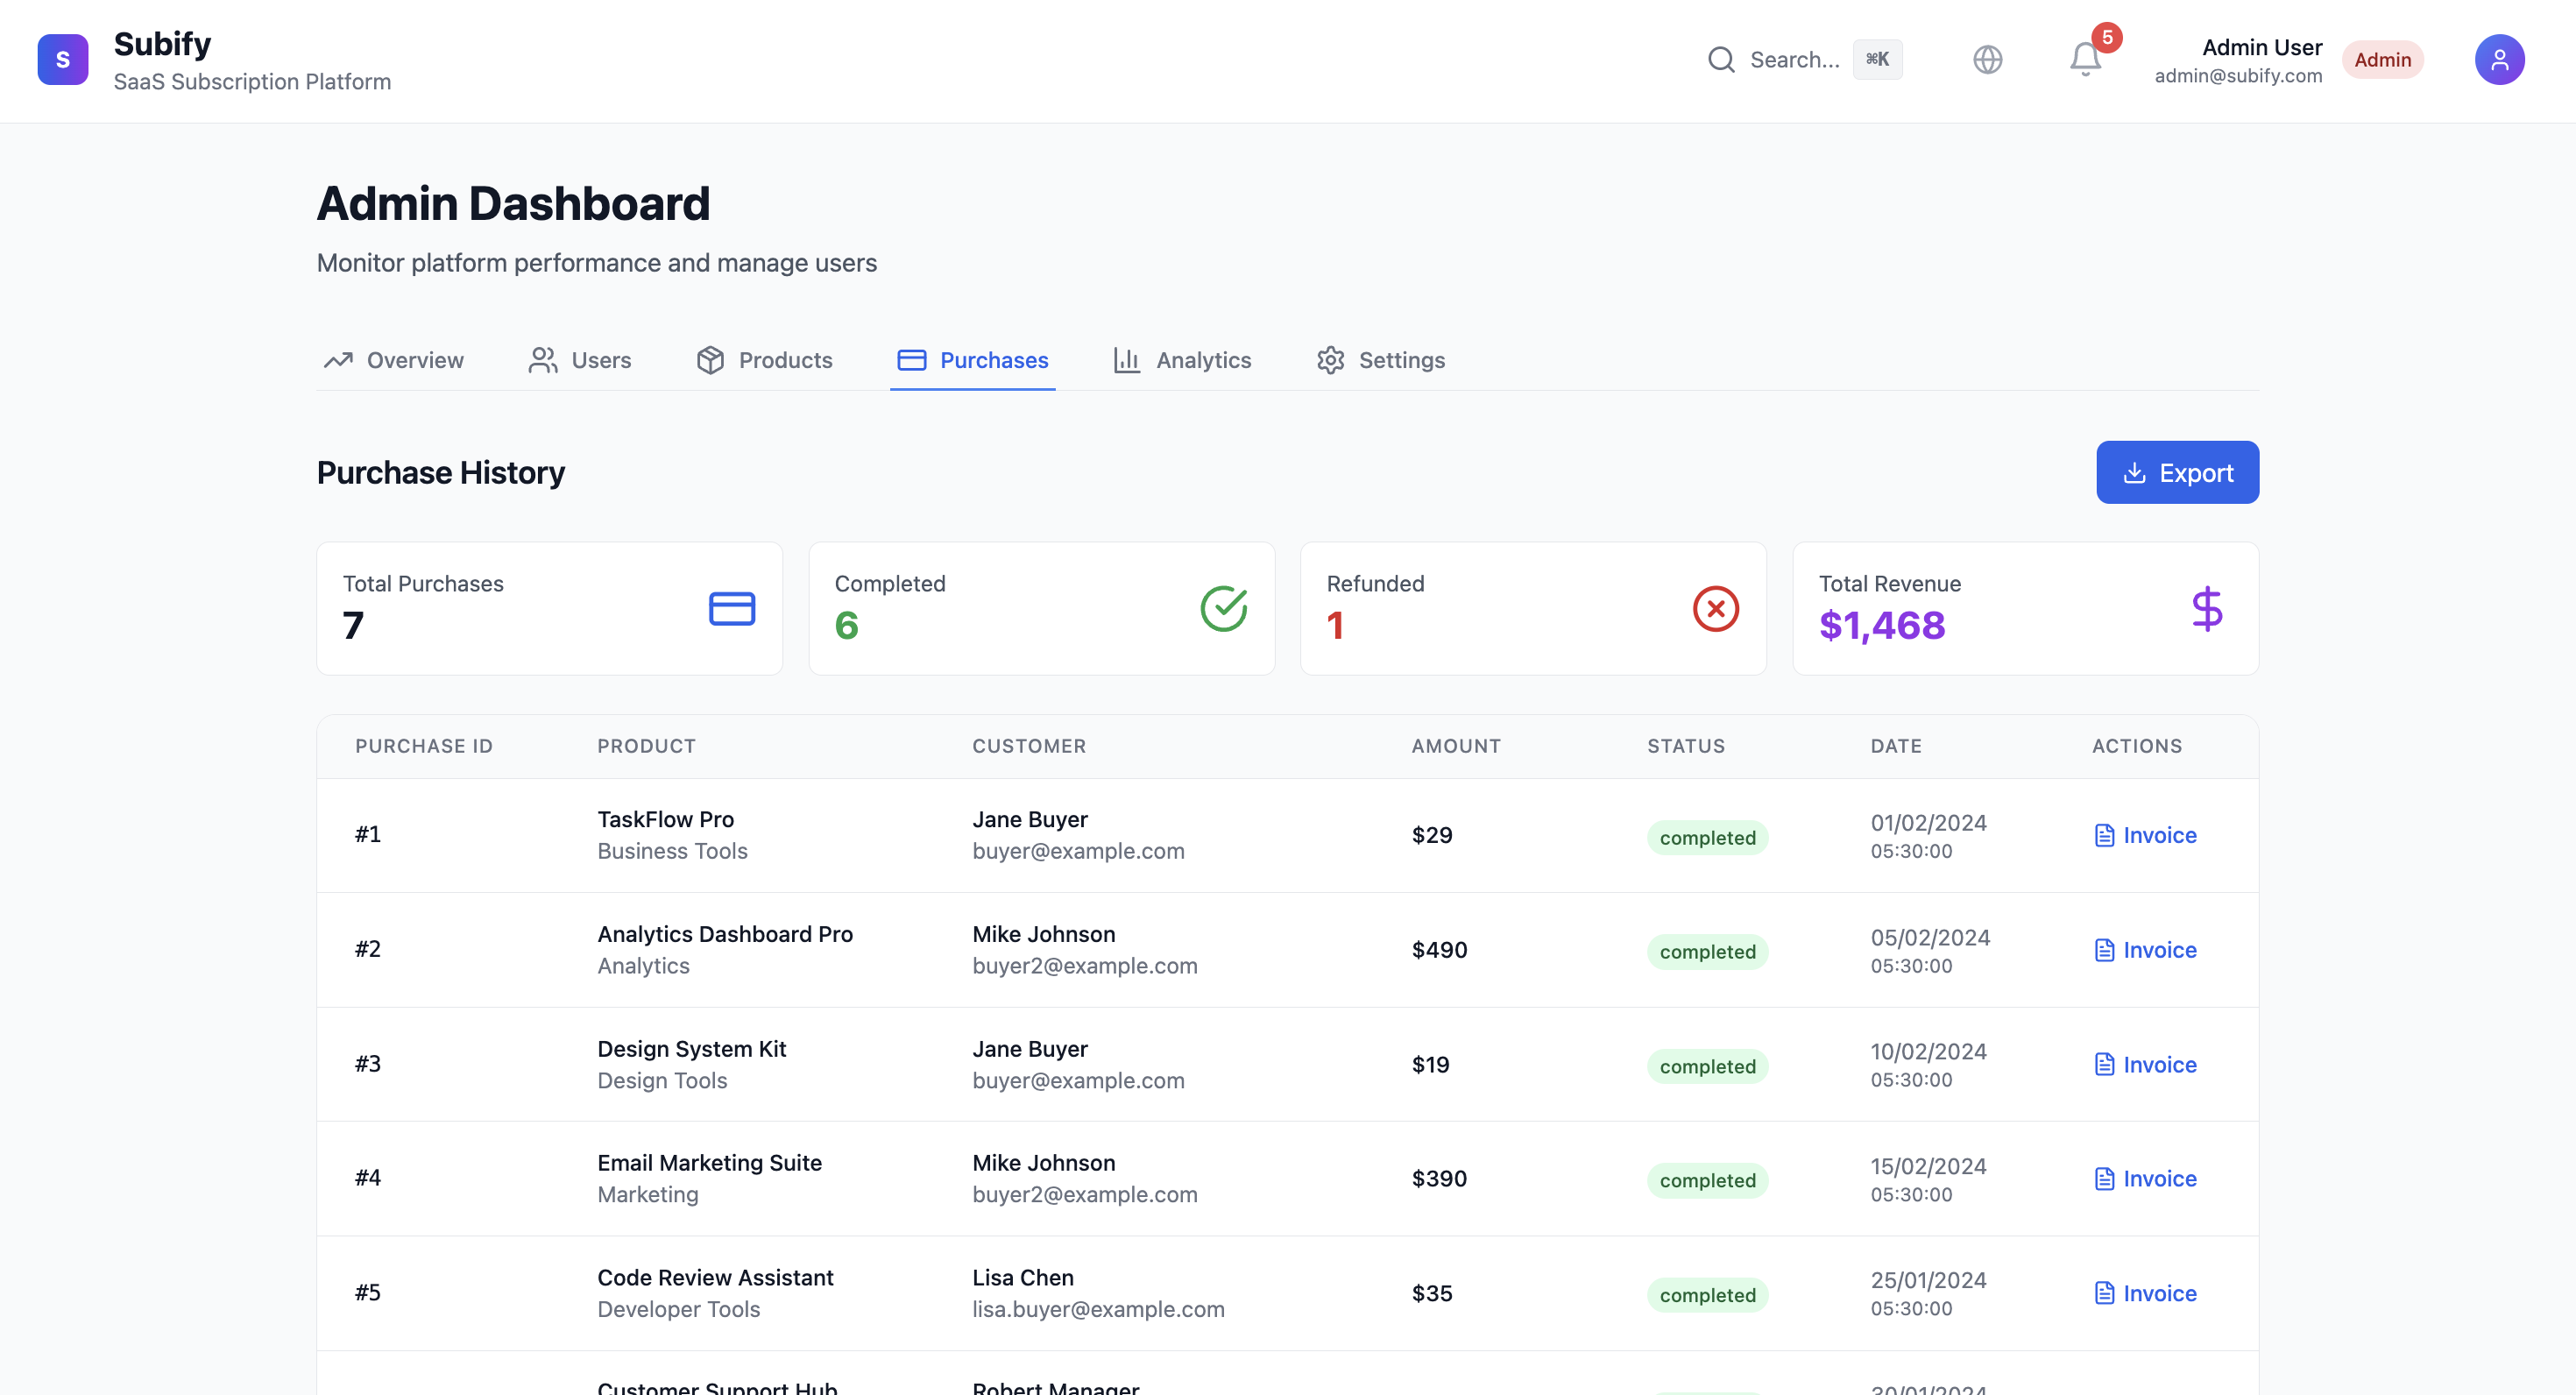 S
Subify
SaaS Subscription Platform
Search... ⌘K
5
Admin User
admin@subify.com
Admin
Admin Dashboard
Monitor platform performance and manage users
Overview Users Products Purchases Analytics Settings
Purchase History
Export
Total Purchases
7
Completed
6
Refunded
1
Total Revenue
$1,468
PURCHASE ID PRODUCT CUSTOMER AMOUNT STATUS DATE ACTIONS
#1 TaskFlow Pro Jane Buyer $29 completed 01/02/2024 Invoice
Business Tools buyer@example.com 05:30:00
#2 Analytics Dashboard Pro Mike Johnson $490 completed 05/02/2024 Invoice
Analytics buyer2@example.com 05:30:00
#3 Design System Kit Jane Buyer $19 completed 10/02/2024 Invoice
Design Tools buyer@example.com 05:30:00
#4 Email Marketing Suite Mike Johnson $390 completed 15/02/2024 Invoice
Marketing buyer2@example.com 05:30:00
#5 Code Review Assistant Lisa Chen $35 completed 25/01/2024 Invoice
Developer Tools lisa.buyer@example.com 05:30:00
Customer Support Hub Robert Manager 30/01/2024